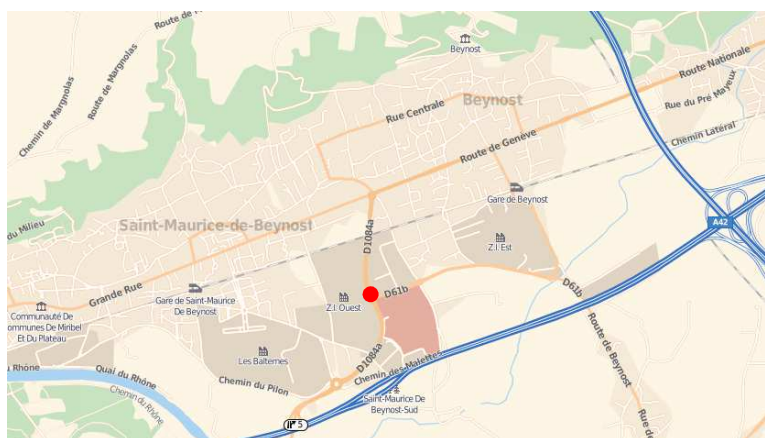 Route de M
Route de Margnolas
Chemin de Margnolas
Beynost
Route Nationale
Rue du Pré Mayeux
Beynost
Rue Centrale
Chemin Latéral
Route de Genève
Gare de Beynost
Saint-Maurice-de-Beynost
du Milieu
D1084a
A42
Z.I. Est
Grande Rue
Gare de Saint-Maurice
De Beynost
D61b
D61b
Z.I. Ouest
Communauté De
ommunes De Miribel
Et Du Plateau
Route de Beynost
Les Balternes
D1084a
Chemin des Malettes
u Rhône
Quai du Rhône
Chemin du Rhône
Chemin du Pilon
Saint-Maurice De
Beynost-Sud
Rue de
5